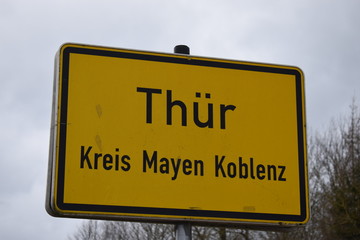 Thür
Kreis Mayen Koblenz